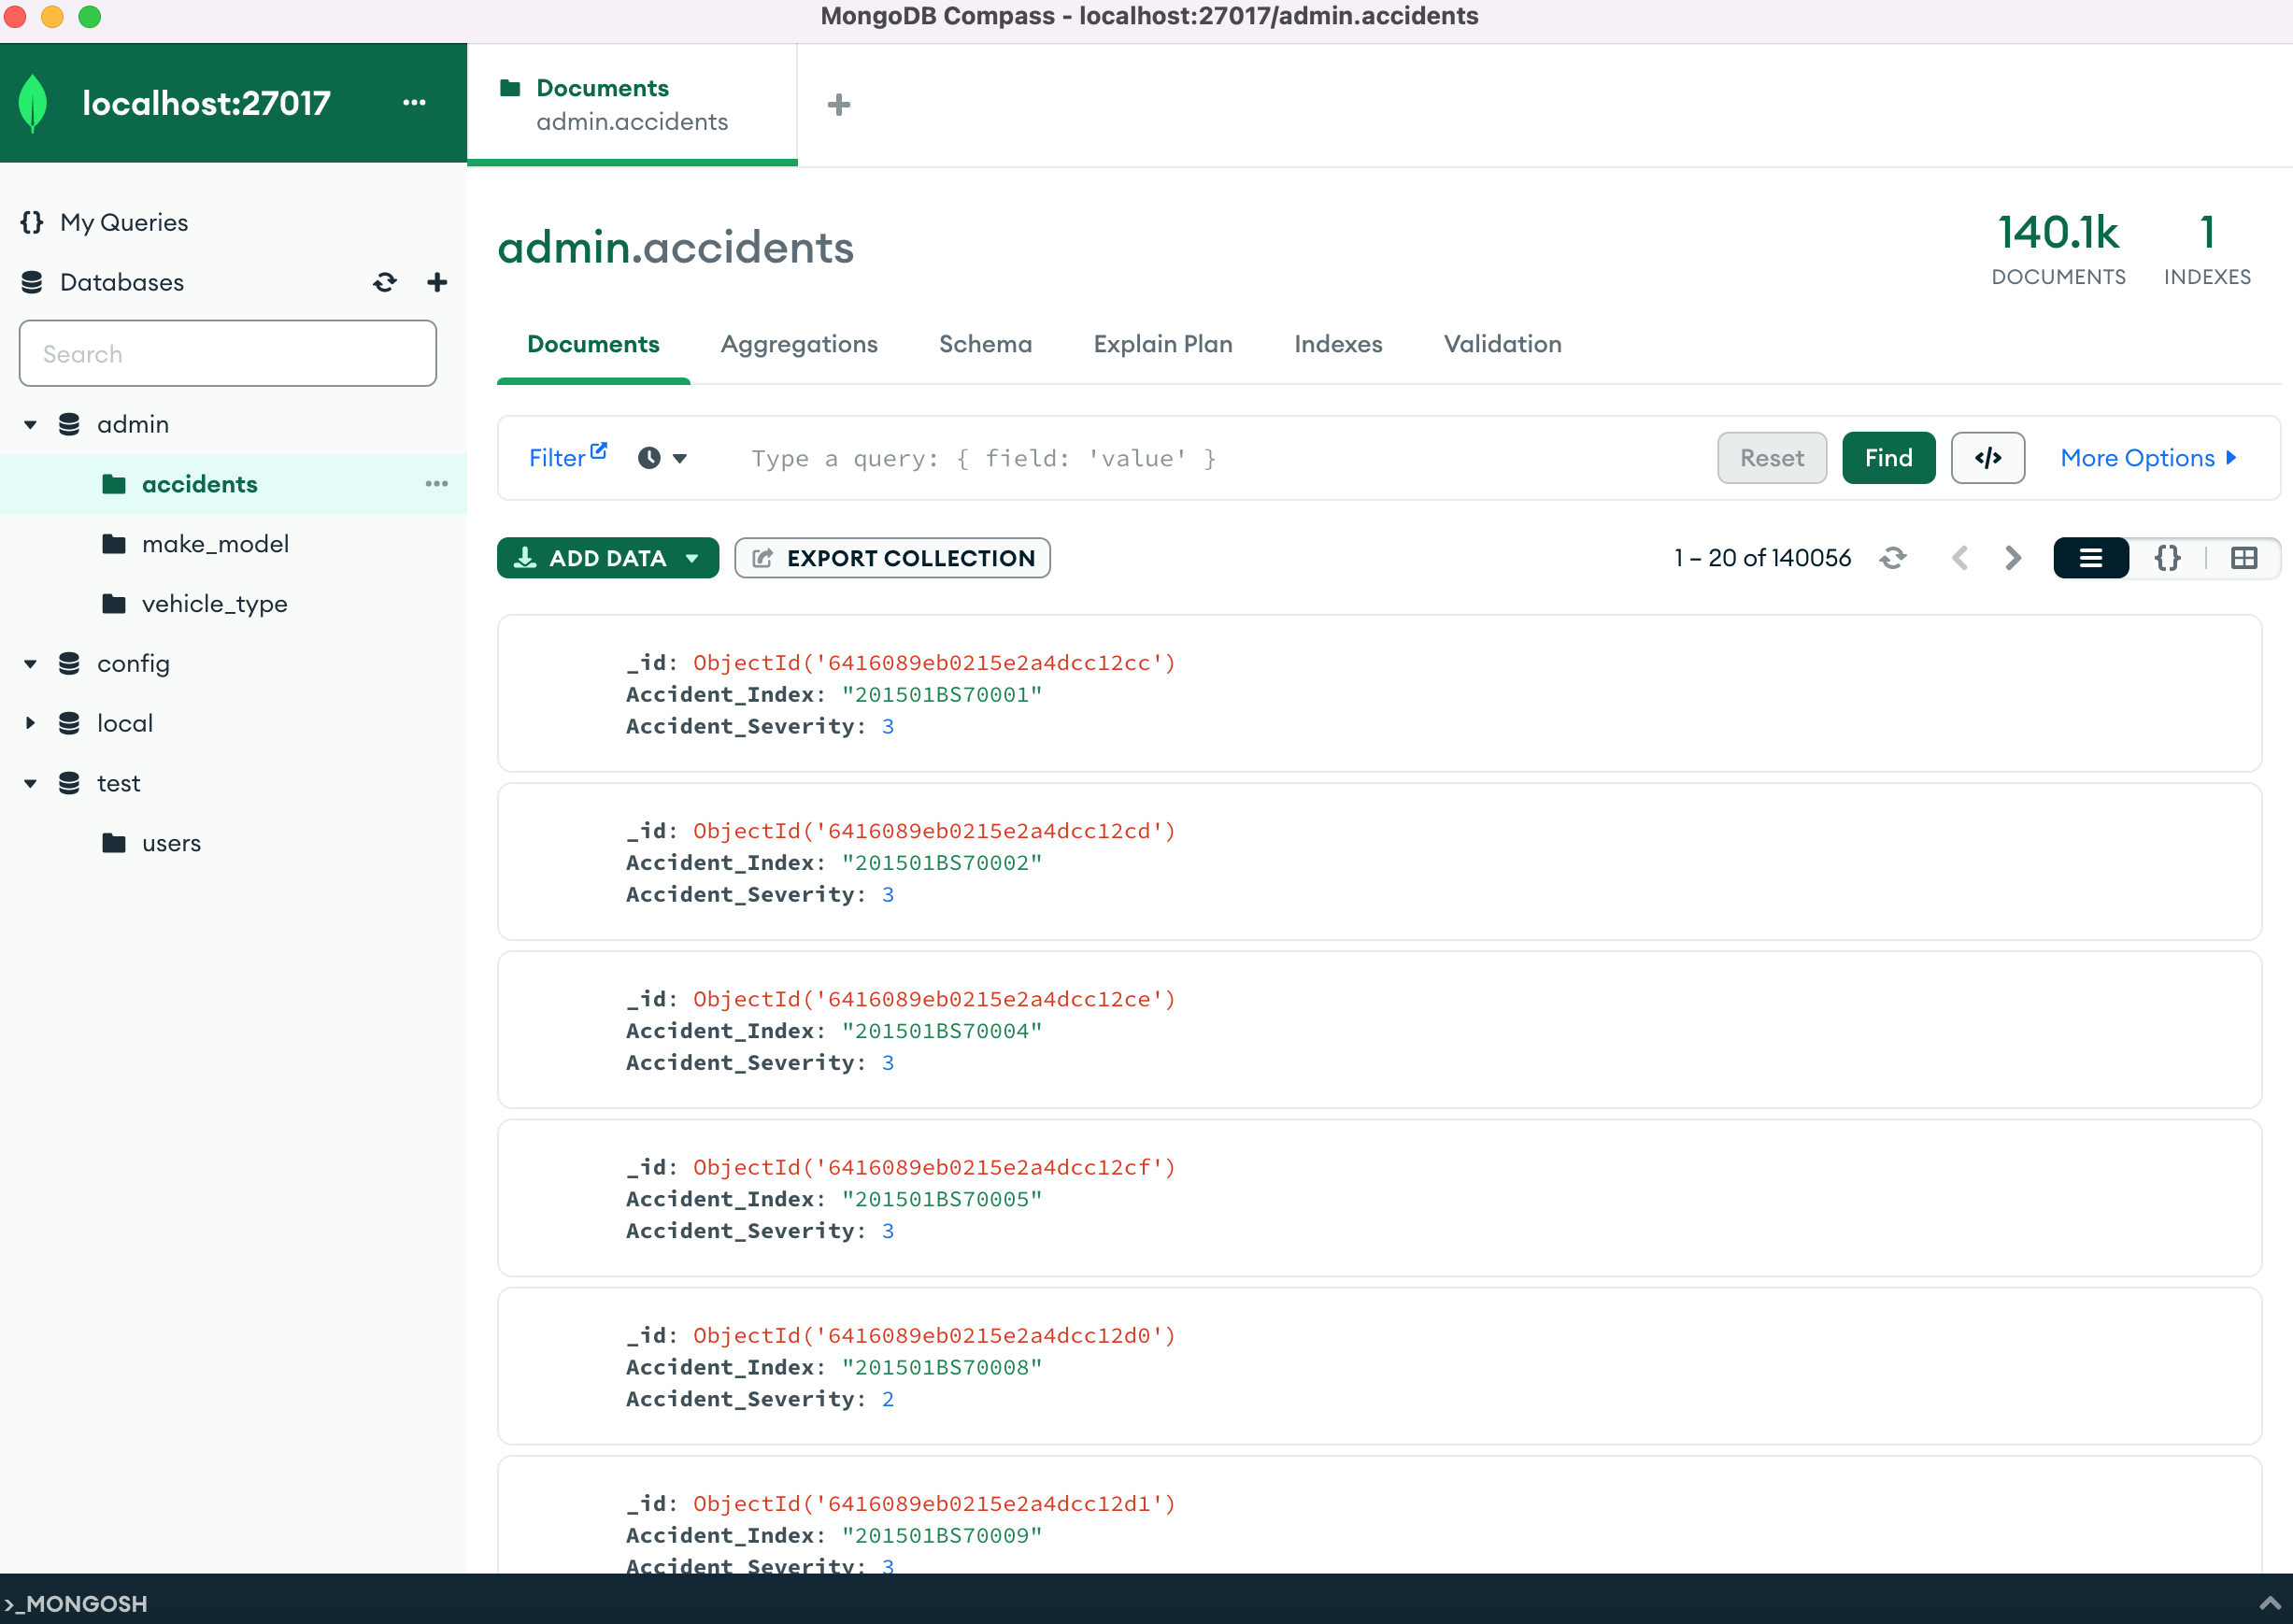 MongoDB Compass - localhost:27017/admin.accidents
localhost:27017
Documents
admin.accidents
My Queries
Databases
Search
admin
accidents
make_model
vehicle_type
config
local
test
users
admin.accidents
140.1k
DOCUMENTS
1
INDEXES
Documents Aggregations Schema Explain Plan Indexes Validation
Filter Type a query: { field: 'value' } Reset Find </> More Options
ADD DATA EXPORT COLLECTION 1 – 20 of 140056 {}
_id: ObjectId('6416089eb0215e2a4dcc12cc')
Accident_Index: "201501BS70001"
Accident_Severity: 3
_id: ObjectId('6416089eb0215e2a4dcc12cd')
Accident_Index: "201501BS70002"
Accident_Severity: 3
_id: ObjectId('6416089eb0215e2a4dcc12ce')
Accident_Index: "201501BS70004"
Accident_Severity: 3
_id: ObjectId('6416089eb0215e2a4dcc12cf')
Accident_Index: "201501BS70005"
Accident_Severity: 3
_id: ObjectId('6416089eb0215e2a4dcc12d0')
Accident_Index: "201501BS70008"
Accident_Severity: 2
_id: ObjectId('6416089eb0215e2a4dcc12d1')
Accident_Index: "201501BS70009"
Accident_Severity: 3
>_MONGOSH